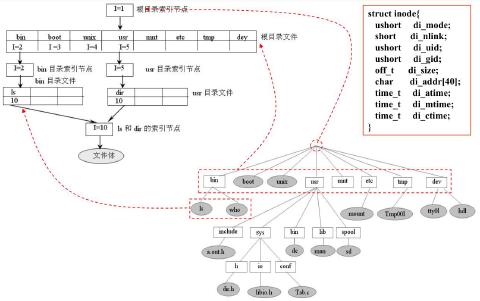 I=1 根目录索引节点
bin boot unix usr mnt etc tmp dev 根目录文件
I=2 I=3 I=4 I=5
I=2 bin 目录索引节点 I=5 usr 目录索引节点
bin 目录文件
ls dir usr 目录文件
10 10
I=10 ls 和 dir 的索引节点
文件体
struct inode{
ushort di_mode;
short di_nlink;
ushort di_uid;
ushort di_gid;
off_t di_size;
char di_addr[40];
time_t di_atime;
time_t di_mtime;
time_t di_ctime;
}
bin boot unix usr mnt etc tmp dev
ls who mount Tmp001 tty01 hdl
include sys bin lib spool
a.out.h dc man sd
h io conf
dir.h libio.h Tab.c